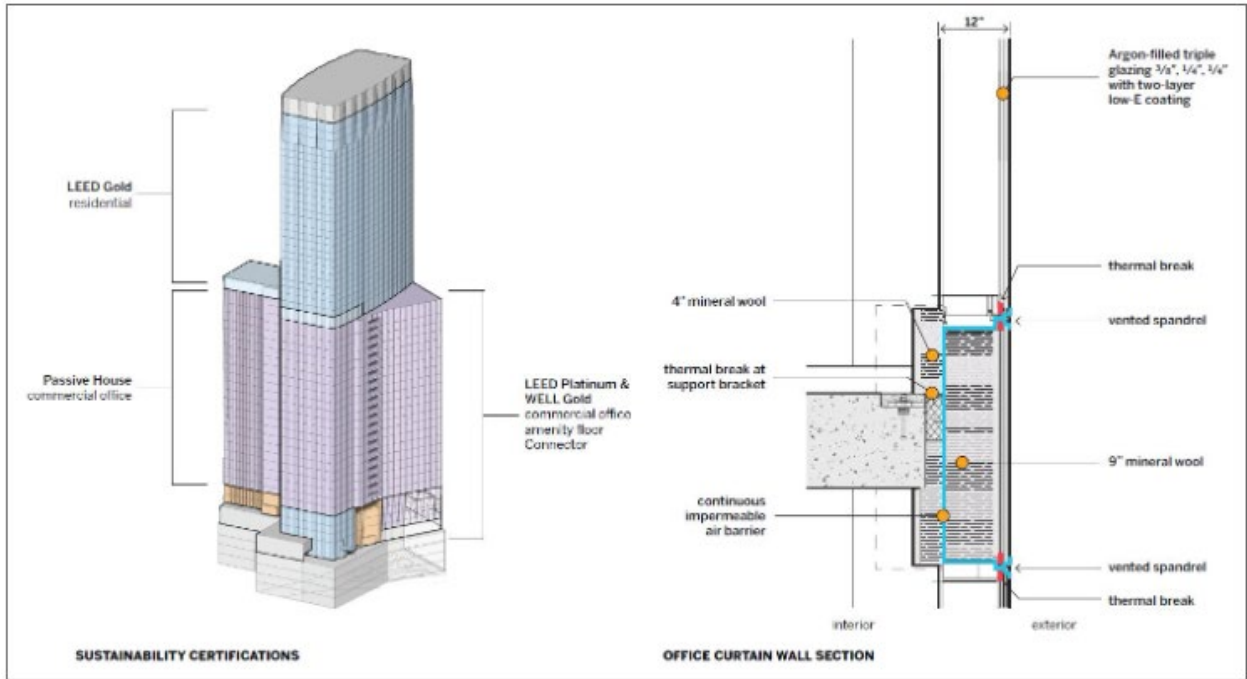 LEED Gold
residential
Passive House
commercial office
LEED Platinum &
WELL Gold
commercial office
amenity floor
Connector
SUSTAINABILITY CERTIFICATIONS
12"
Argon-filled triple
glazing ³/₈", ¹/₄", ¹/₄"
with two-layer
low-E coating
thermal break
vented spandrel
4" mineral wool
thermal break at
support bracket
9" mineral wool
continuous
impermeable
air barrier
vented spandrel
thermal break
interior
exterior
OFFICE CURTAIN WALL SECTION